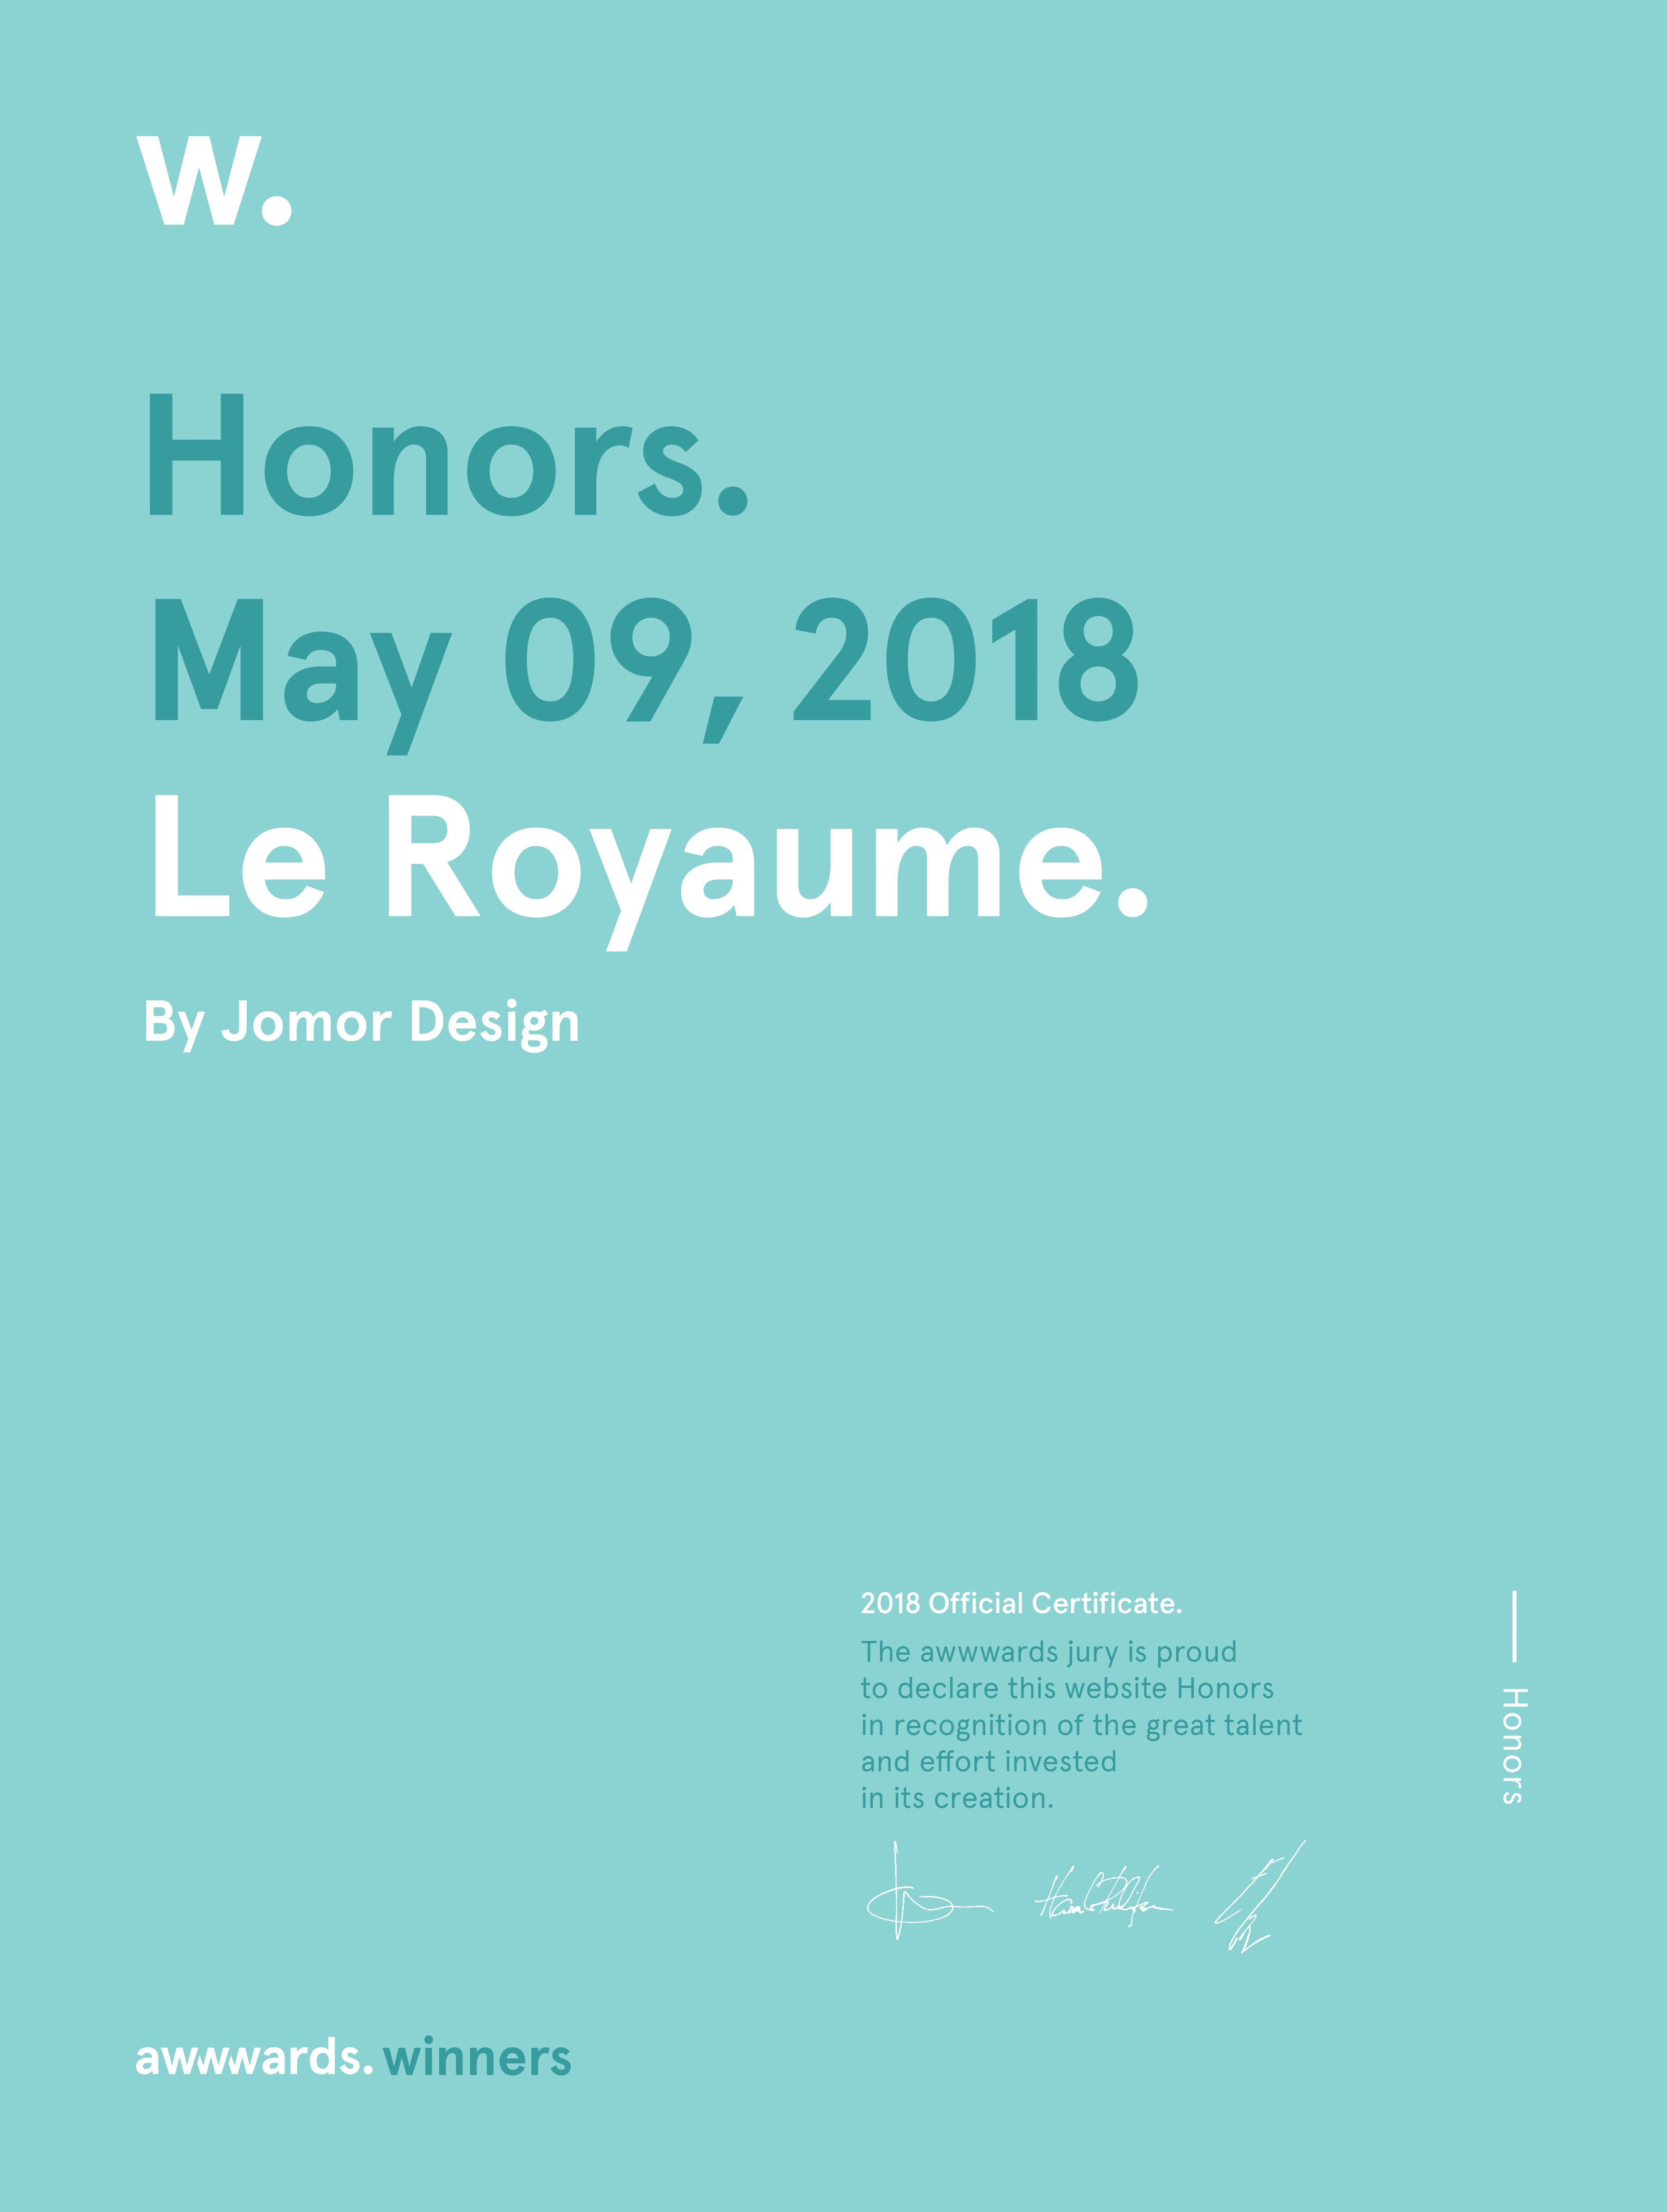 W.
Honors.
May 09, 2018
Le Royaume.
By Jomor Design
2018 Official Certificate.
The awwwards jury is proud
to declare this website Honors
in recognition of the great talent
and effort invested
in its creation.
Honors
awwwards. winners